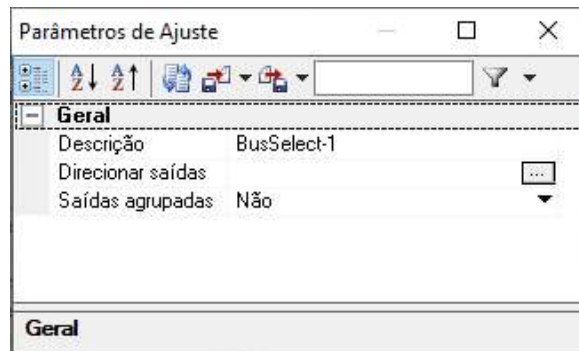 Parâmetros de Ajuste
Geral
Descrição BusSelect-1
Direcionar saídas ...
Saídas agrupadas Não
Geral